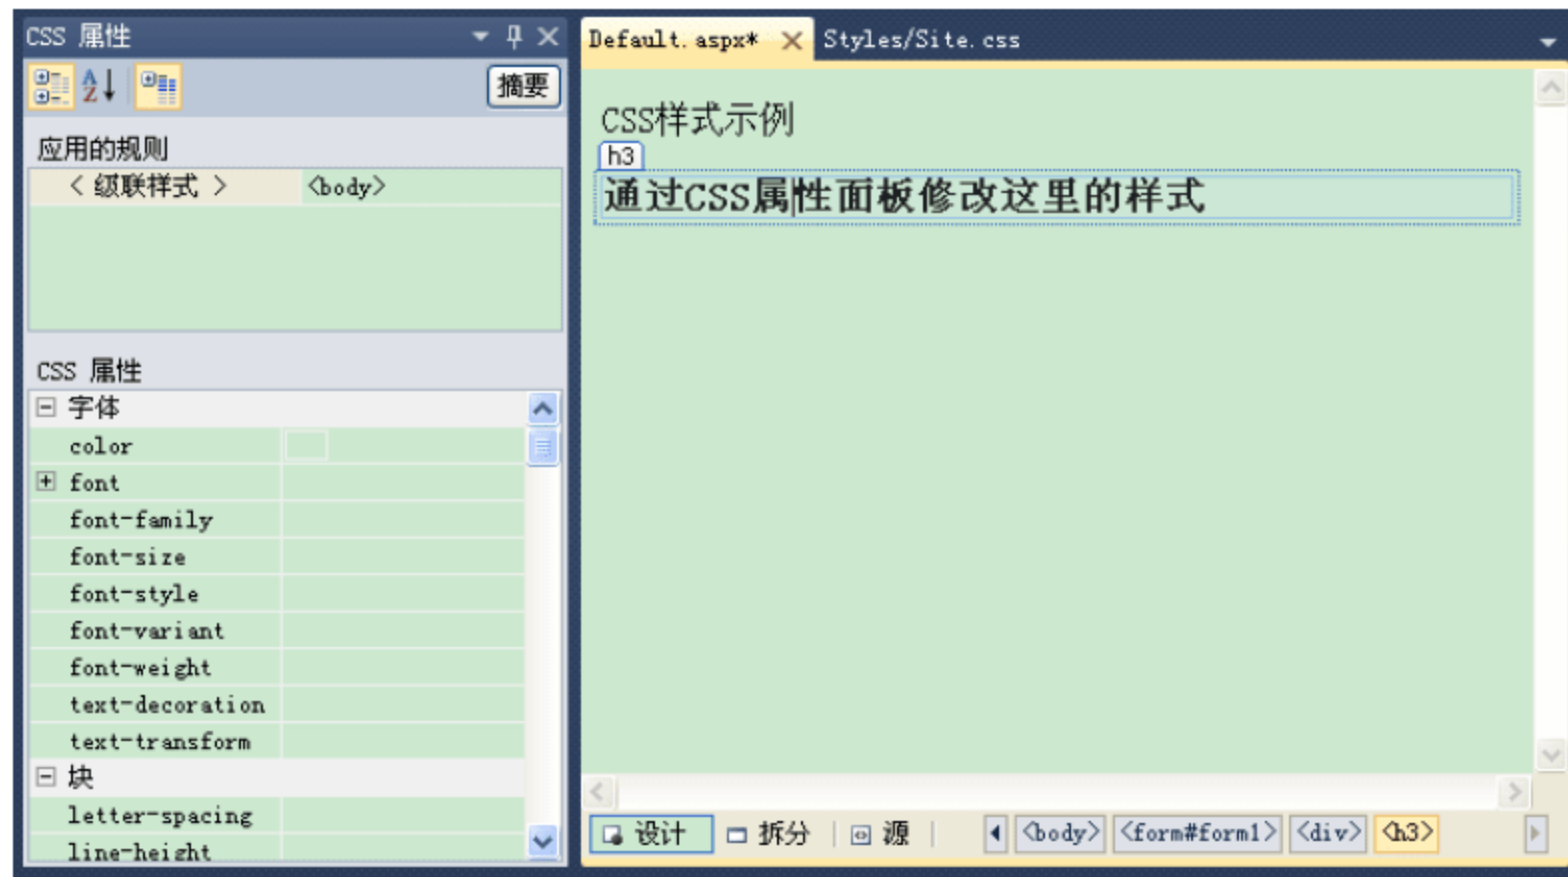 CSS 属性
摘要
应用的规则
< 级联样式 > <body>
CSS 属性
字体
color
font
font-family
font-size
font-style
font-variant
font-weight
text-decoration
text-transform
块
letter-spacing
line-height
Default.aspx* Styles/Site.css
CSS样式示例
h3
通过CSS属性面板修改这里的样式
设计 拆分 源 <body> <form#form1> <div> <h3>